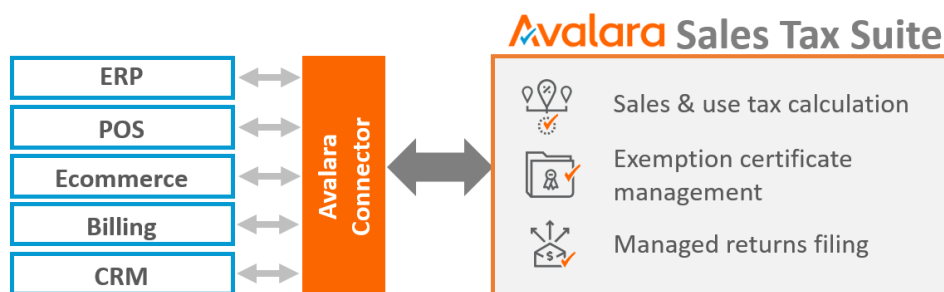 Avalara Sales Tax Suite
ERP
POS
Ecommerce
Billing
CRM
Avalara
Connector
Sales & use tax calculation
Exemption certificate
management
Managed returns filing